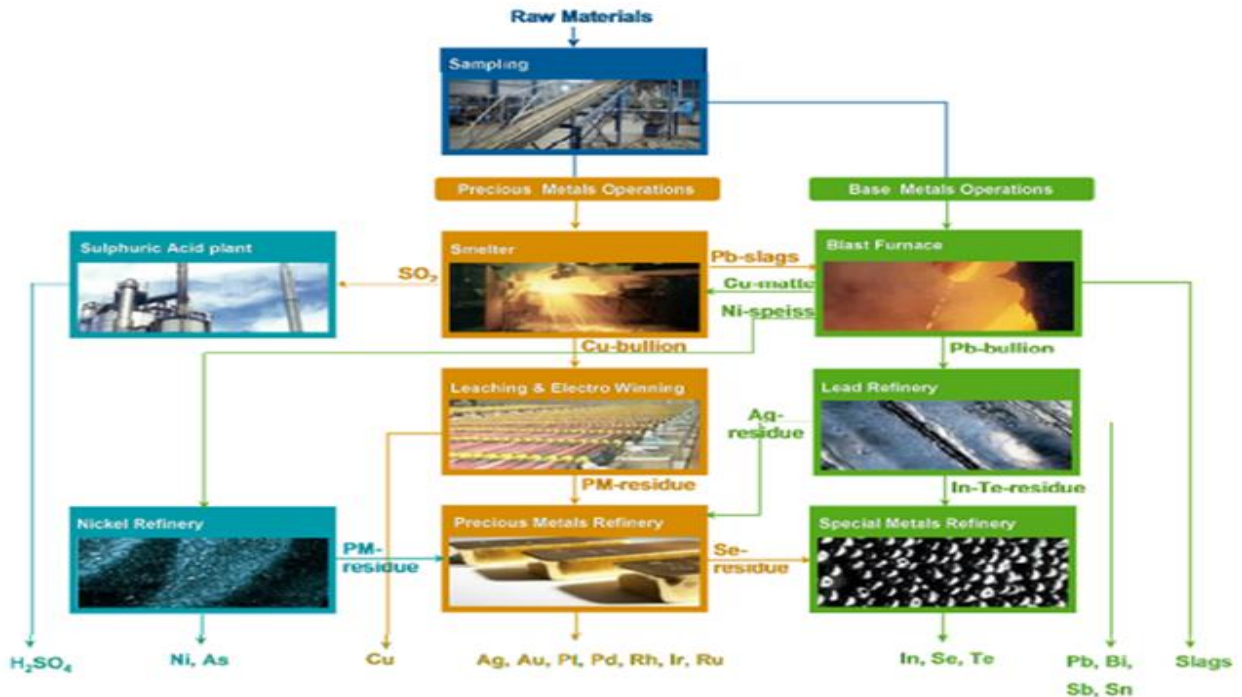 Raw Materials
Sampling
Precious Metals Operations
Base Metals Operations
Sulphuric Acid plant
Smelter
Blast Furnace
SO₂
Pb-slags
Cu-matte
Ni-speiss
Cu-bullion
Pb-bullion
Leaching & Electro Winning
Lead Refinery
Ag-
residue
PM-residue
In-Te-residue
Nickel Refinery
Precious Metals Refinery
Special Metals Refinery
PM-
residue
Se-
residue
H₂SO₄
Ni, As
Cu
Ag, Au, Pt, Pd, Rh, Ir, Ru
In, Se, Te
Pb, Bi,
Sb, Sn
Slags